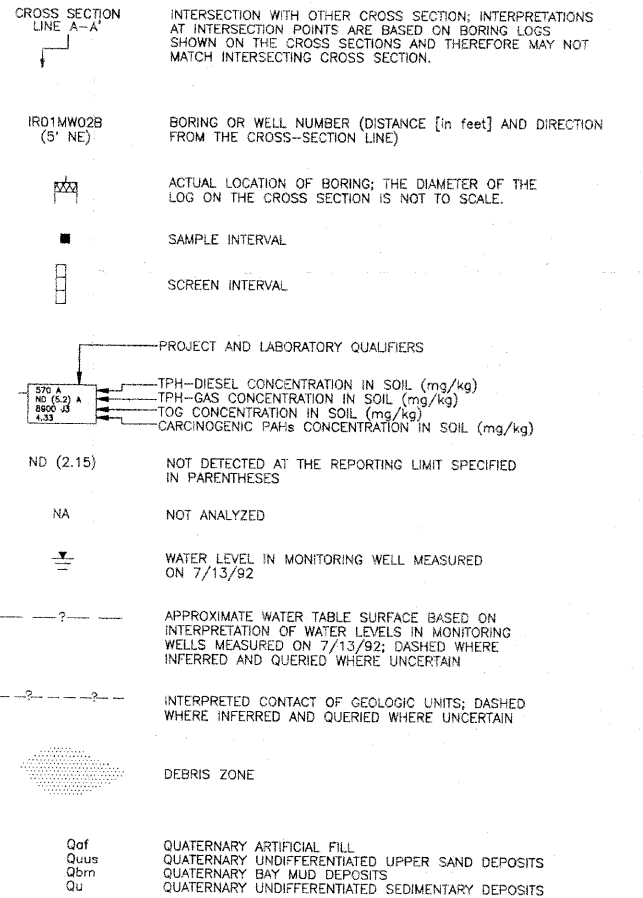 CROSS SECTION
LINE A-A'
INTERSECTION WITH OTHER CROSS SECTION; INTERPRETATIONS
AT INTERSECTION POINTS ARE BASED ON BORING LOGS
SHOWN ON THE CROSS SECTIONS AND THEREFORE MAY NOT
MATCH INTERSECTING CROSS SECTION.
IR01MW02B
(5' NE)
BORING OR WELL NUMBER (DISTANCE [in feet] AND DIRECTION
FROM THE CROSS-SECTION LINE)
ACTUAL LOCATION OF BORING; THE DIAMETER OF THE
LOG ON THE CROSS SECTION IS NOT TO SCALE.
SAMPLE INTERVAL
SCREEN INTERVAL
PROJECT AND LABORATORY QUALIFIERS
570 A
ND (5.2) A
8900 J3
4.33
TPH-DIESEL CONCENTRATION IN SOIL (mg/kg)
TPH-GAS CONCENTRATION IN SOIL (mg/kg)
TOG CONCENTRATION IN SOIL (mg/kg)
CARCINOGENIC PAHs CONCENTRATION IN SOIL (mg/kg)
ND (2.15)
NOT DETECTED AT THE REPORTING LIMIT SPECIFIED
IN PARENTHESES
NA
NOT ANALYZED
WATER LEVEL IN MONITORING WELL MEASURED
ON 7/13/92
?
APPROXIMATE WATER TABLE SURFACE BASED ON
INTERPRETATION OF WATER LEVELS IN MONITORING
WELLS MEASURED ON 7/13/92; DASHED WHERE
INFERRED AND QUERIED WHERE UNCERTAIN
? ?
INTERPRETED CONTACT OF GEOLOGIC UNITS; DASHED
WHERE INFERRED AND QUERIED WHERE UNCERTAIN
DEBRIS ZONE
Qaf QUATERNARY ARTIFICIAL FILL
Quus QUATERNARY UNDIFFERENTIATED UPPER SAND DEPOSITS
Qbm QUATERNARY BAY MUD DEPOSITS
Qu QUATERNARY UNDIFFERENTIATED SEDIMENTARY DEPOSITS